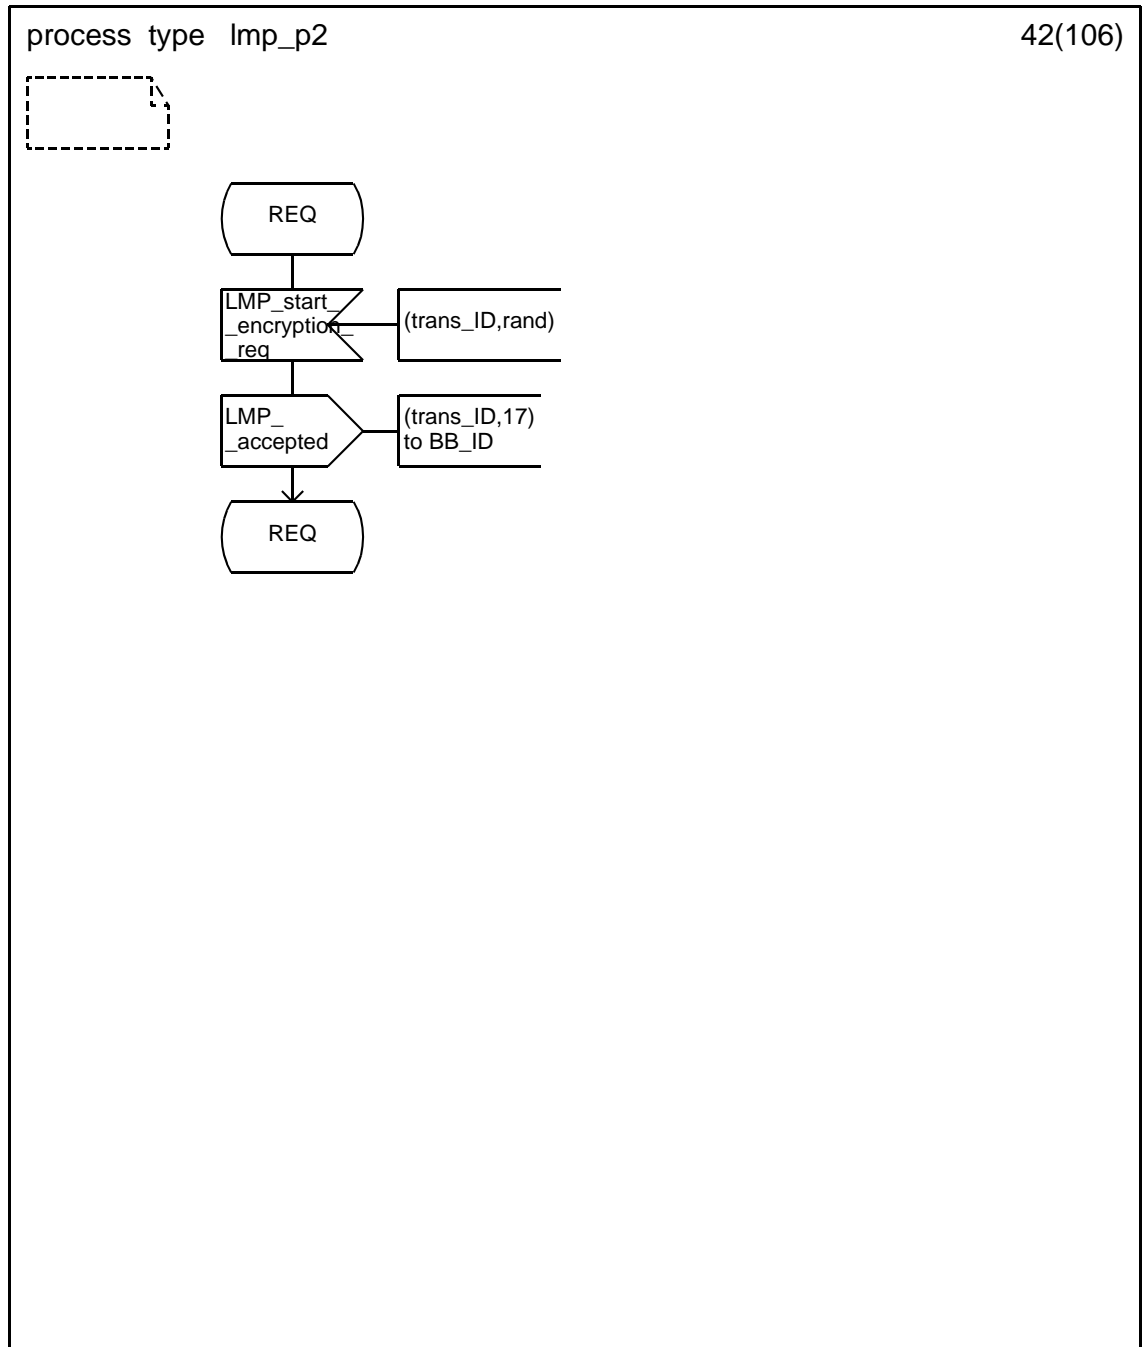 process type lmp_p2 42(106)
REQ
LMP_start_
_encryption_
_req
(trans_ID,rand)
LMP_
_accepted
(trans_ID,17)
to BB_ID
REQ